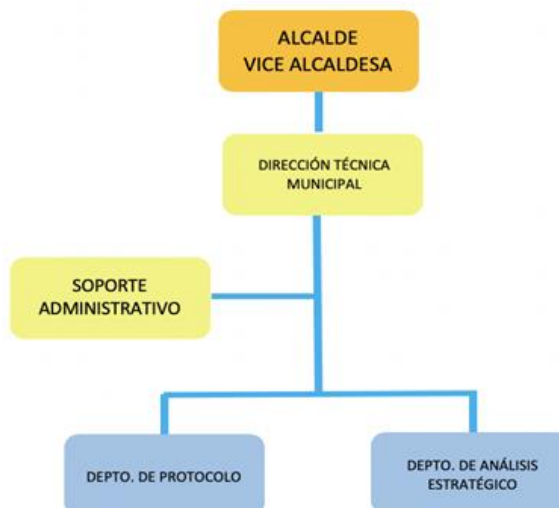 ALCALDE
VICE ALCALDESA
DIRECCIÓN TÉCNICA
MUNICIPAL
SOPORTE
ADMINISTRATIVO
DEPTO. DE PROTOCOLO
DEPTO. DE ANÁLISIS
ESTRATÉGICO